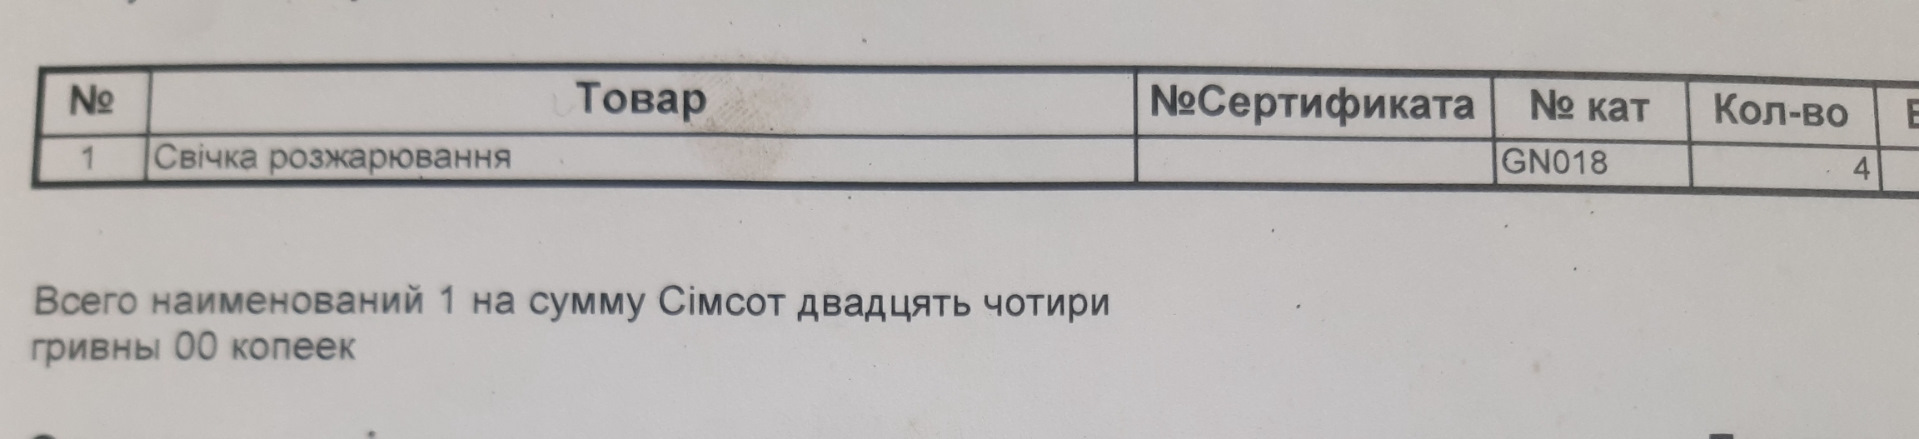 № Товар №Сертификата № кат Кол-во
1 Свічка розжарювання GN018 4
Всего наименований 1 на сумму Сімсот двадцять чотири
гривны 00 копеек